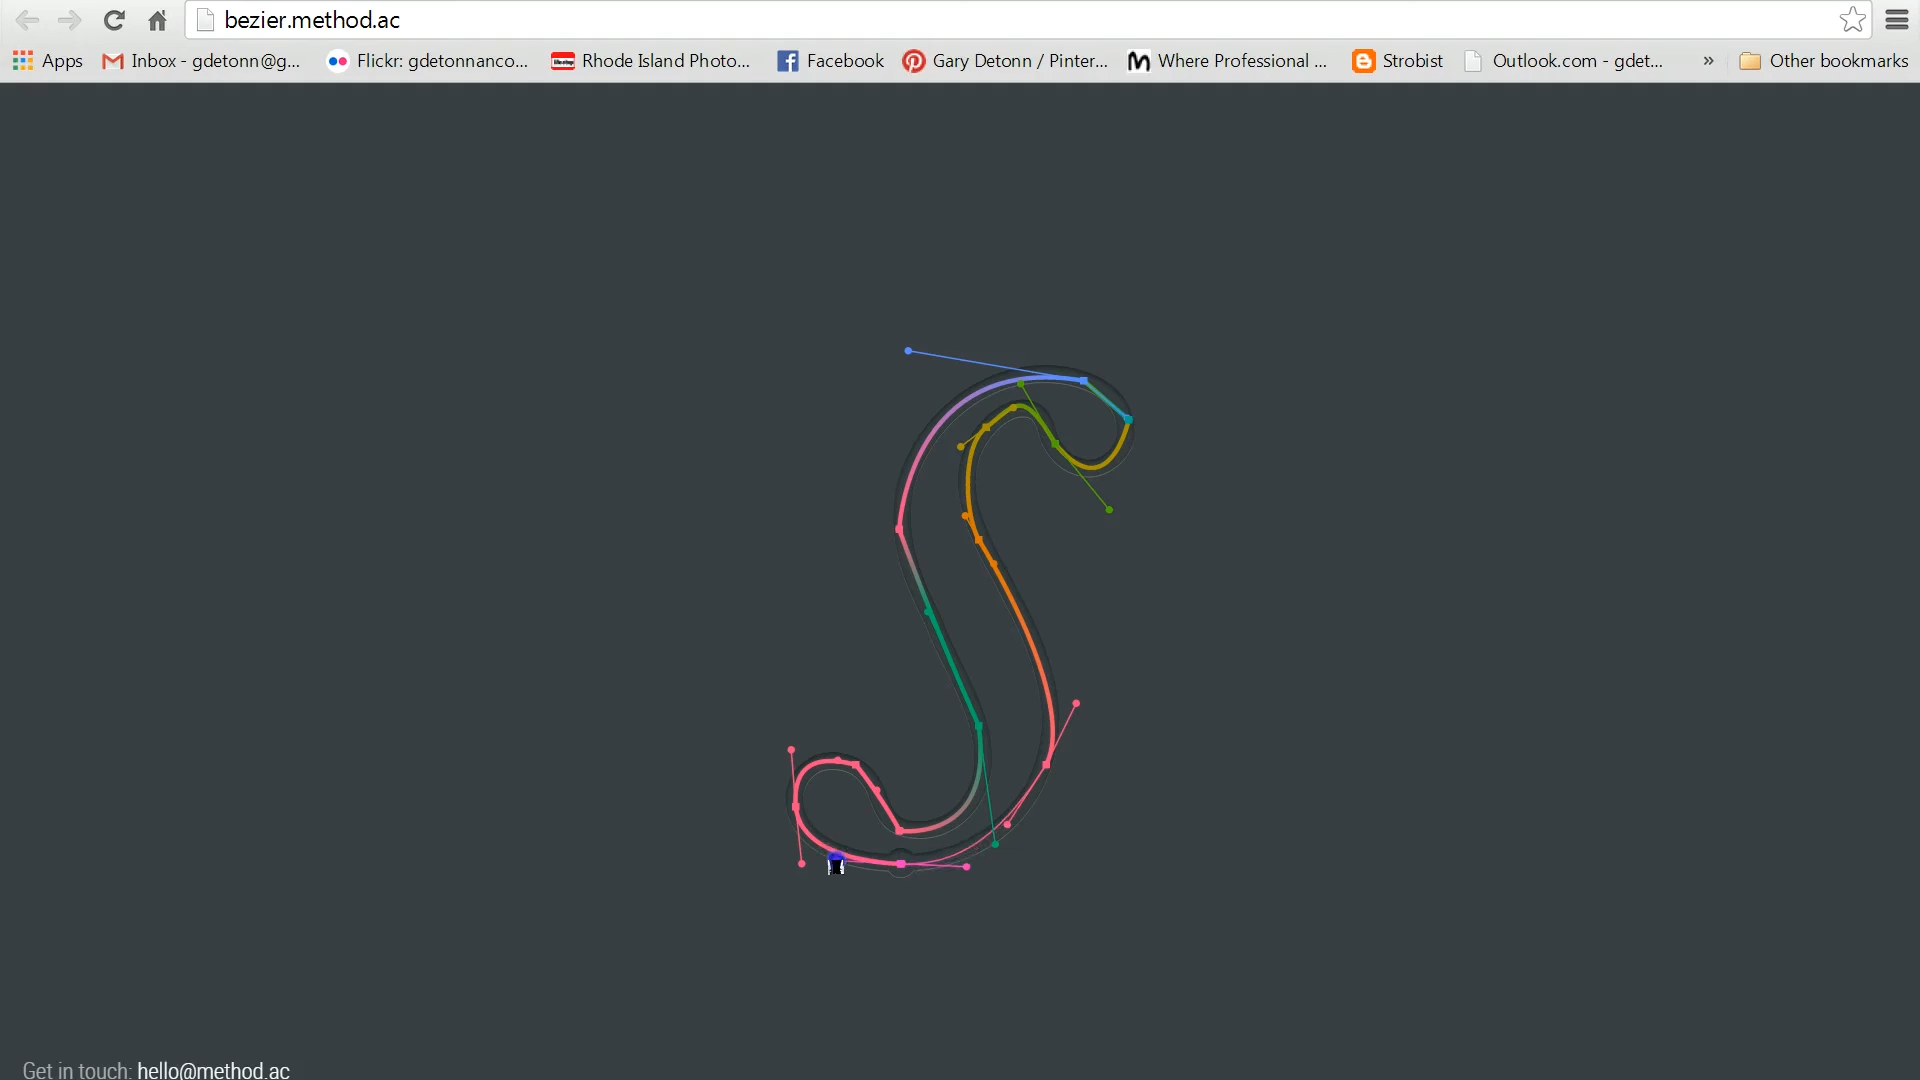 bezier.method.ac
Apps Inbox - gdetonn@g... Flickr: gdetonnanco... Rhode Island Photo... Facebook Gary Detonn / Pinter... Where Professional ... Strobist Outlook.com - gdet... » Other bookmarks
Get in touch: hello@method.ac